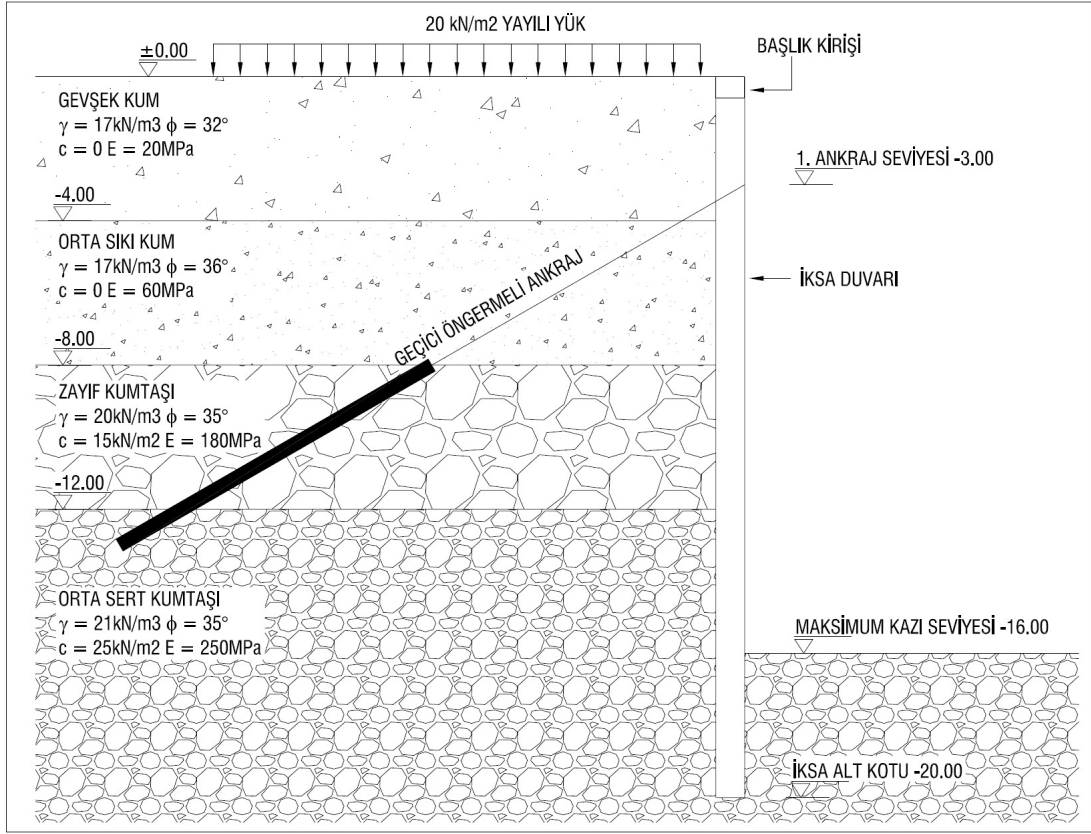 20 kN/m2 YAYILI YÜK
±0.00
BAŞLIK KİRİŞİ
GEVŞEK KUM
γ = 17kN/m3 ϕ = 32°
c = 0 E = 20MPa
1. ANKRAJ SEVİYESİ -3.00
-4.00
ORTA SIKI KUM
γ = 17kN/m3 ϕ = 36°
c = 0 E = 60MPa
GEÇİCİ ÖNGERMELİ ANKRAJ
İKSA DUVARI
-8.00
ZAYIF KUMTAŞI
γ = 20kN/m3 ϕ = 35°
c = 15kN/m2 E = 180MPa
-12.00
ORTA SERT KUMTAŞI
γ = 21kN/m3 ϕ = 35°
c = 25kN/m2 E = 250MPa
MAKSİMUM KAZI SEVİYESİ -16.00
İKSA ALT KOTU -20.00